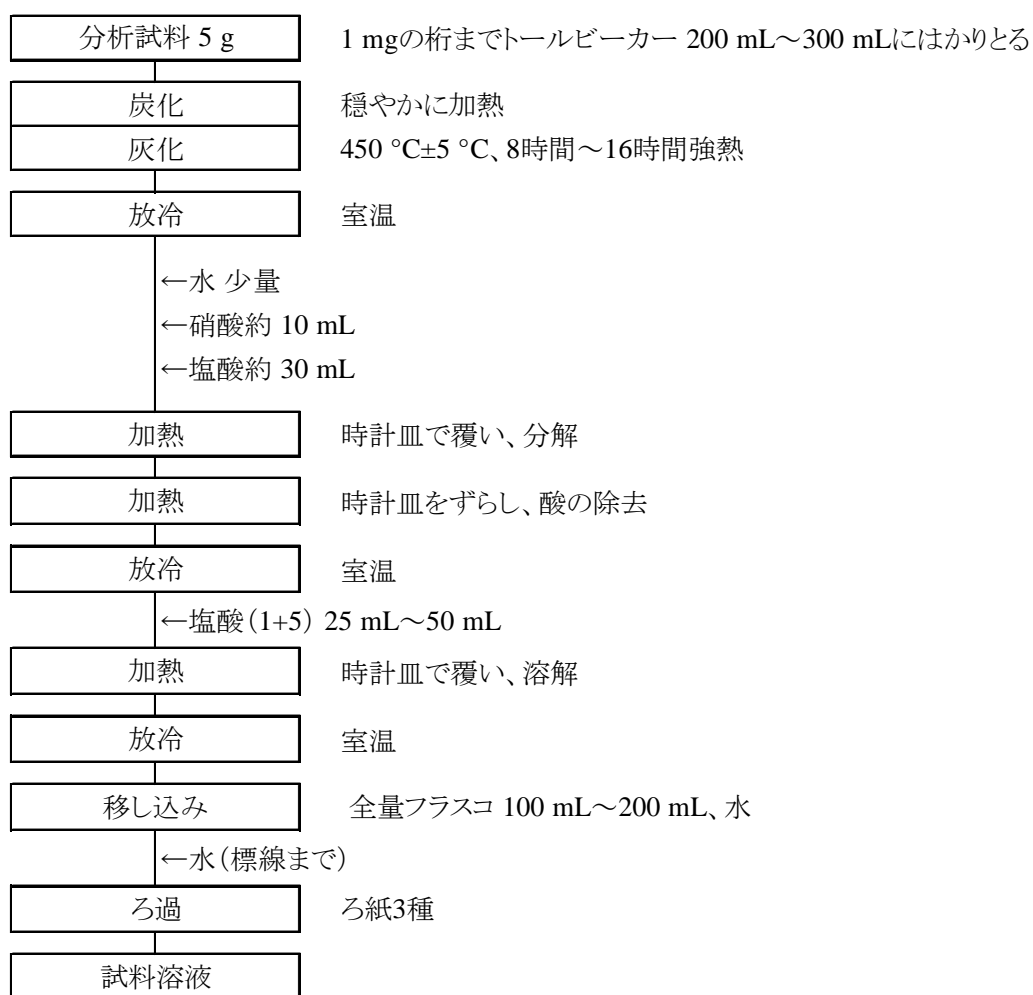 分析試料 5 g 1 mgの桁までトールビーカー 200 mL～300 mLにはかりとる
炭化 穏やかに加熱
灰化 450 °C±5 °C、8時間～16時間強熱
放冷 室温
←水 少量
←硝酸約 10 mL
←塩酸約 30 mL
加熱 時計皿で覆い、分解
加熱 時計皿をずらし、酸の除去
放冷 室温
←塩酸（1+5） 25 mL～50 mL
加熱 時計皿で覆い、溶解
放冷 室温
移し込み 全量フラスコ 100 mL～200 mL、水
←水（標線まで）
ろ過 ろ紙3種
試料溶液